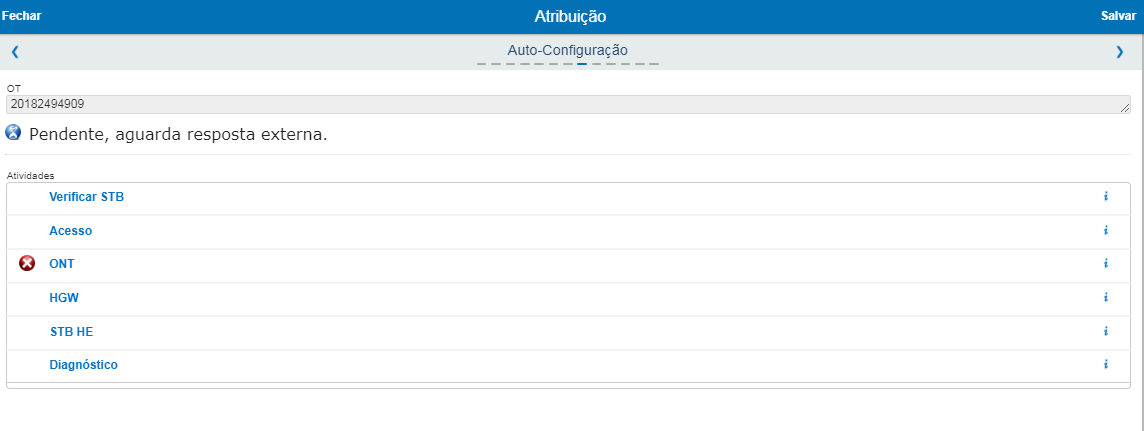 Fechar
Atribuição
Salvar
Auto-Configuração
OT
20182494909
Pendente, aguarda resposta externa.
Atividades
Verificar STB
Acesso
ONT
HGW
STB HE
Diagnóstico